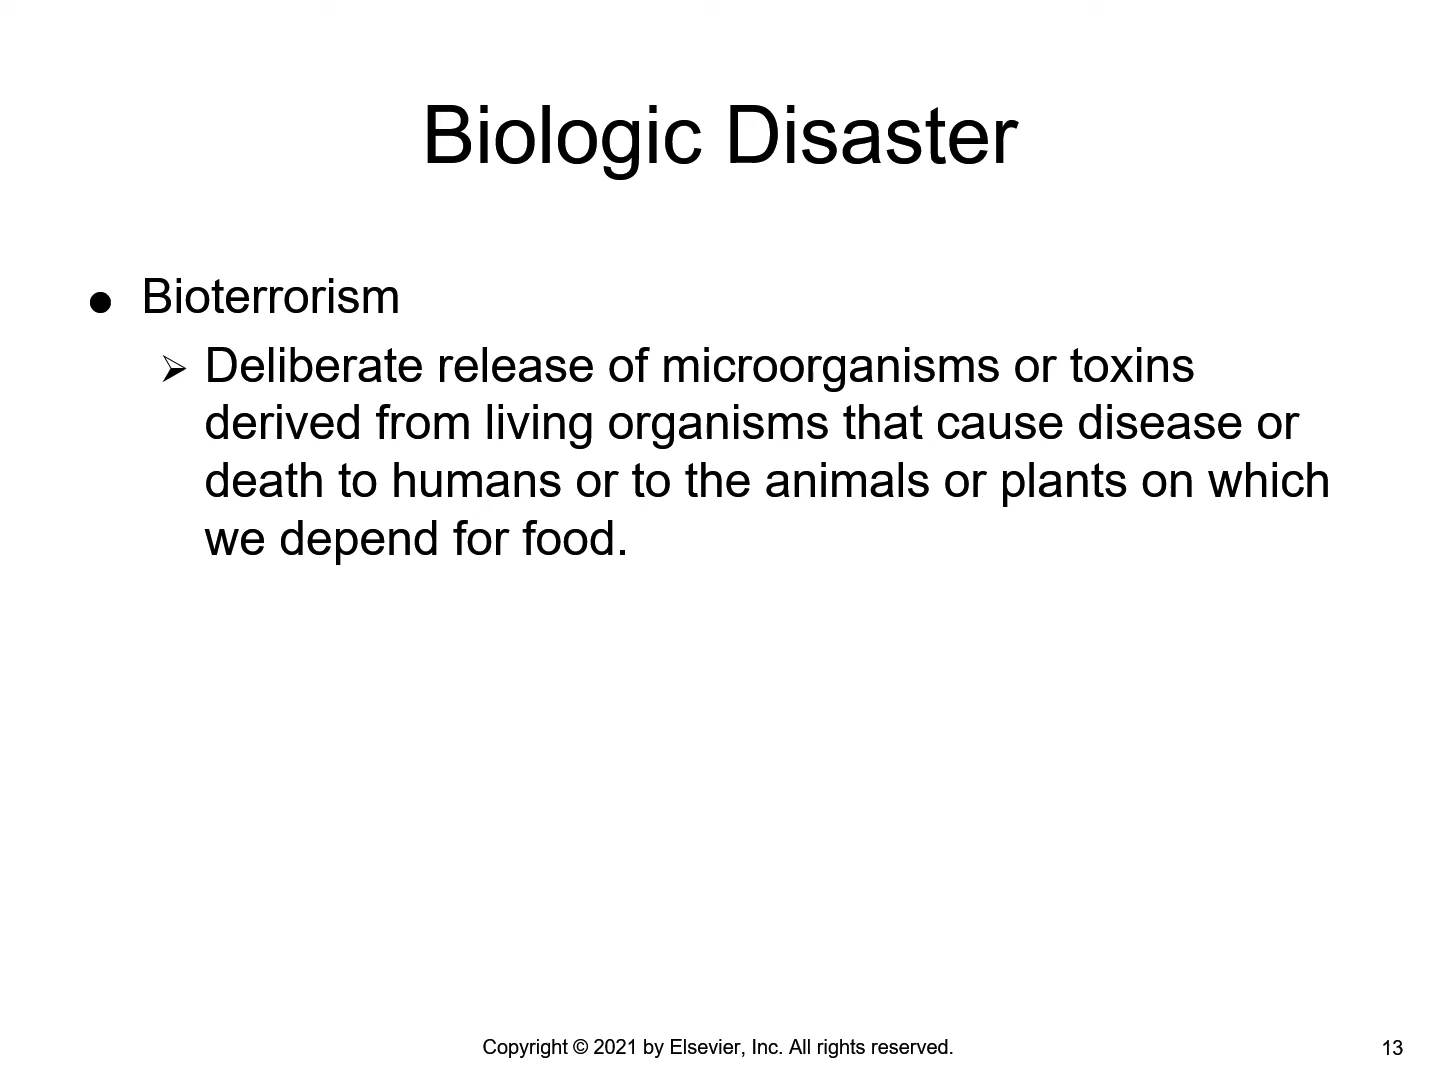 Biologic Disaster
● Bioterrorism
➢ Deliberate release of microorganisms or toxins
derived from living organisms that cause disease or
death to humans or to the animals or plants on which
we depend for food.
Copyright © 2021 by Elsevier, Inc. All rights reserved.
13